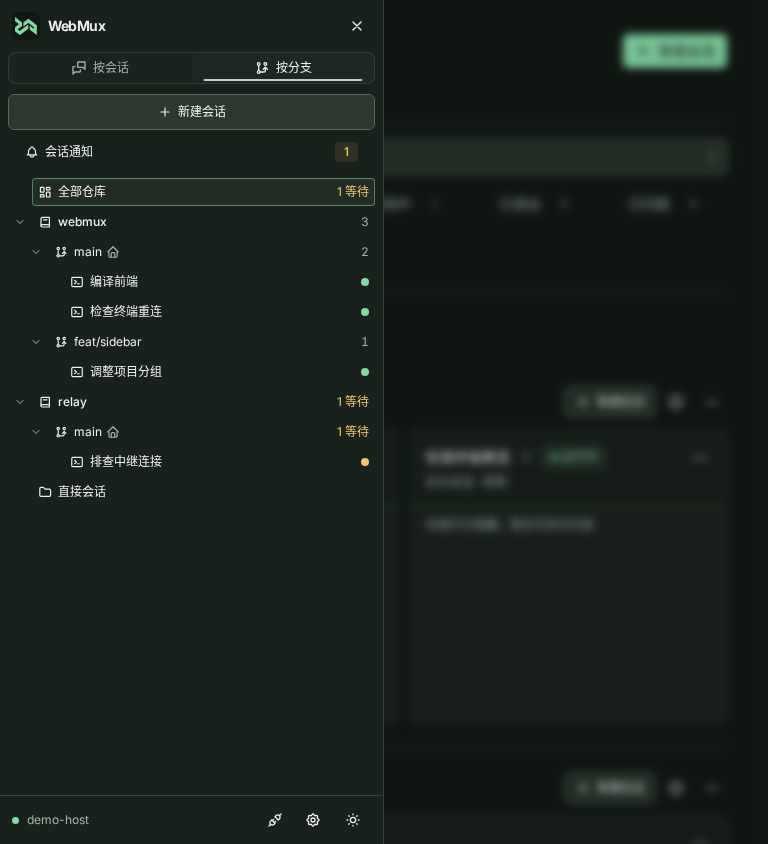 WebMux
按会话
按分支
新建会话
会话通知 1
全部仓库 1 等待
webmux 3
main 2
编译前端
检查终端重连
feat/sidebar 1
调整项目分组
relay 1 等待
main 1 等待
排查中继连接
直接会话
demo-host